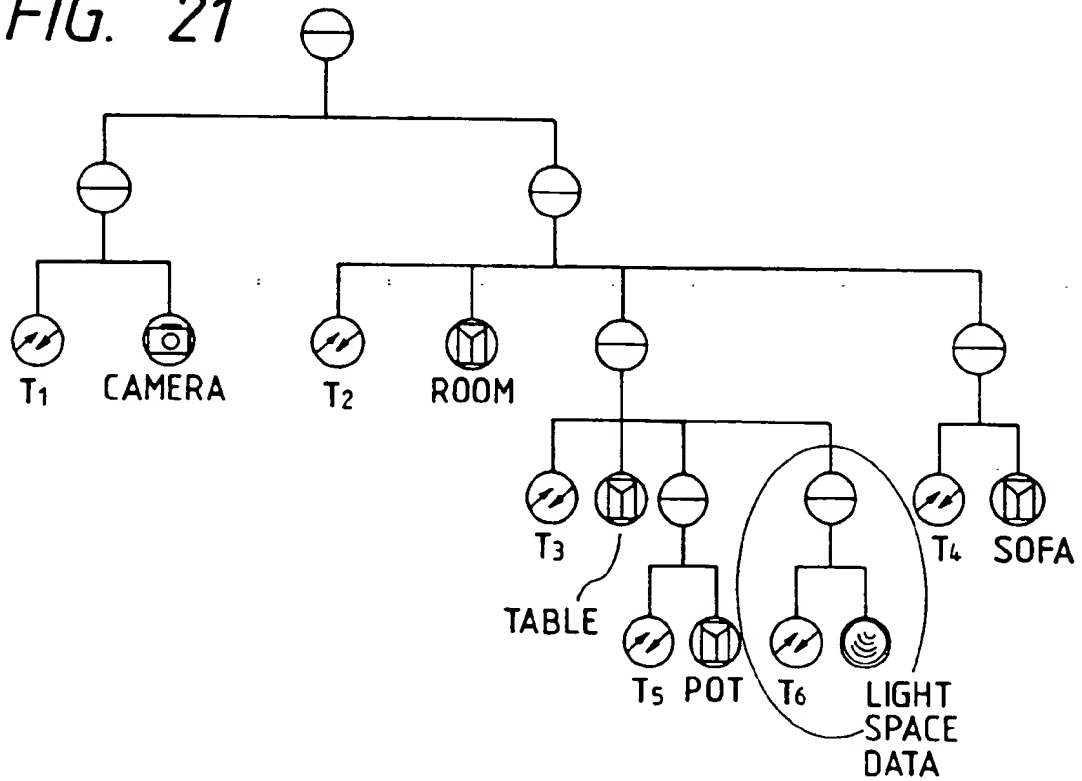 FIG. 21
T1 CAMERA T2 ROOM
T3 T4 SOFA
TABLE
T5 POT T6 LIGHT
SPACE
DATA